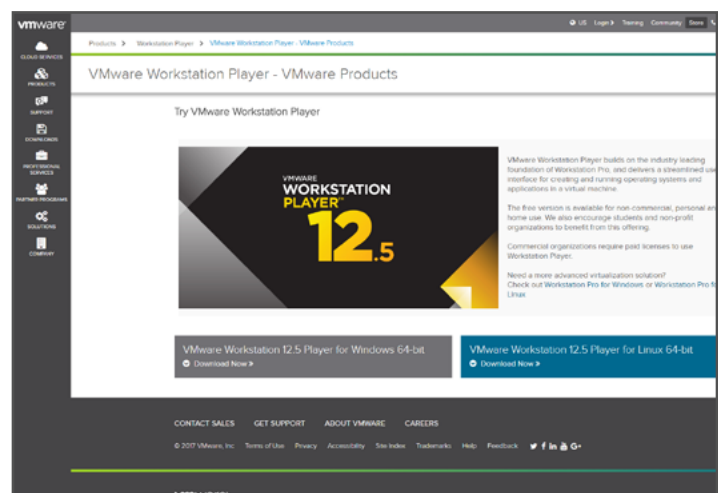 vmware
US Login > Training Community Store
CLOUD SERVICES
PRODUCTS
SUPPORT
DOWNLOADS
PROFESSIONAL
SERVICES
PARTNER PROGRAMS
SOLUTIONS
COMPANY
Products > Workstation Player > VMware Workstation Player - VMware Products
VMware Workstation Player - VMware Products
Try VMware Workstation Player
VMWARE
WORKSTATION
PLAYER™
12.5
VMware Workstation Player builds on the industry leading
foundation of Workstation Pro, and delivers a streamlined use
interface for creating and running operating systems and
applications in a virtual machine.
The free version is available for non-commercial, personal an
home use. We also encourage students and non-profit
organizations to benefit from this offering.
Commercial organizations require paid licenses to use
Workstation Player.
Need a more advanced virtualization solution?
Check out Workstation Pro for Windows or Workstation Pro fo
Linux
VMware Workstation 12.5 Player for Windows 64-bit
Download Now >
VMware Workstation 12.5 Player for Linux 64-bit
Download Now >
CONTACT SALES GET SUPPORT ABOUT VMWARE CAREERS
© 2017 VMware, Inc Terms of Use Privacy Accessibility Site Index Trademarks Help Feedback